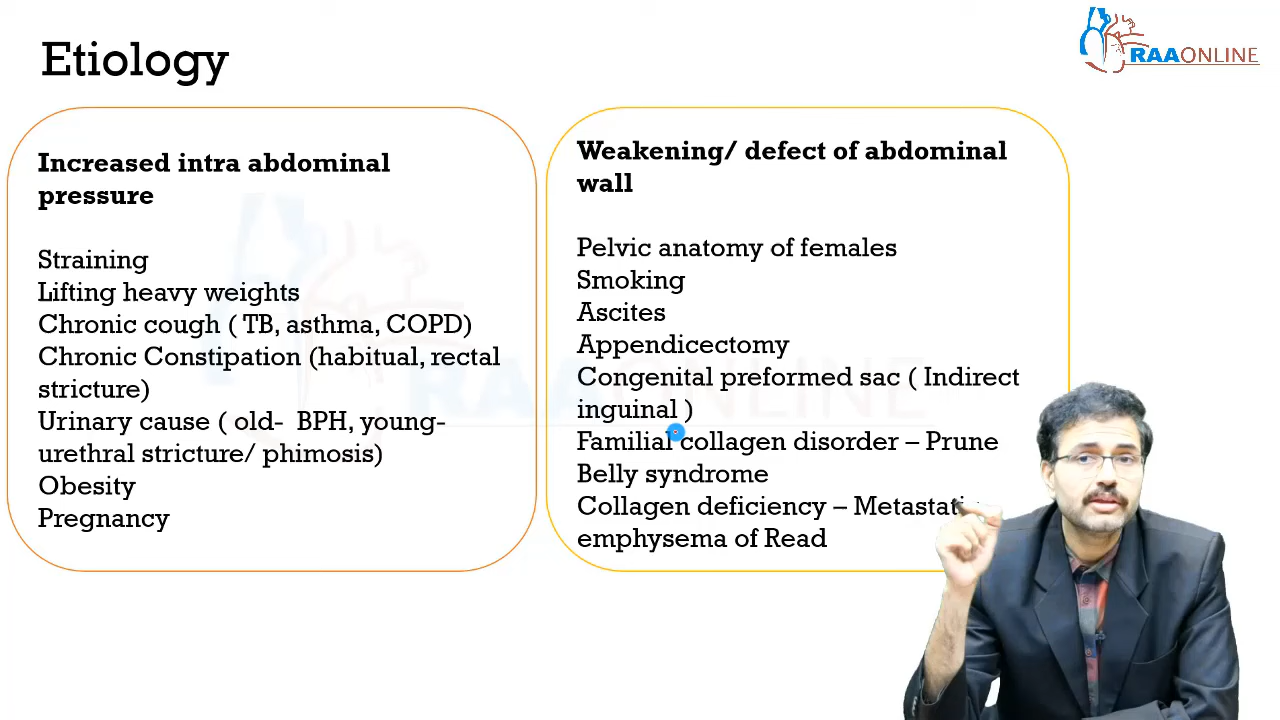 Etiology
RAAONLINE
Increased intra abdominal
pressure
Straining
Lifting heavy weights
Chronic cough ( TB, asthma, COPD)
Chronic Constipation (habitual, rectal
stricture)
Urinary cause ( old- BPH, young-
urethral stricture/ phimosis)
Obesity
Pregnancy
Weakening/ defect of abdominal
wall
Pelvic anatomy of females
Smoking
Ascites
Appendicectomy
Congenital preformed sac ( Indirect
inguinal )
Familial collagen disorder – Prune
Belly syndrome
Collagen deficiency –
emphysema of Read
RAAONLINE